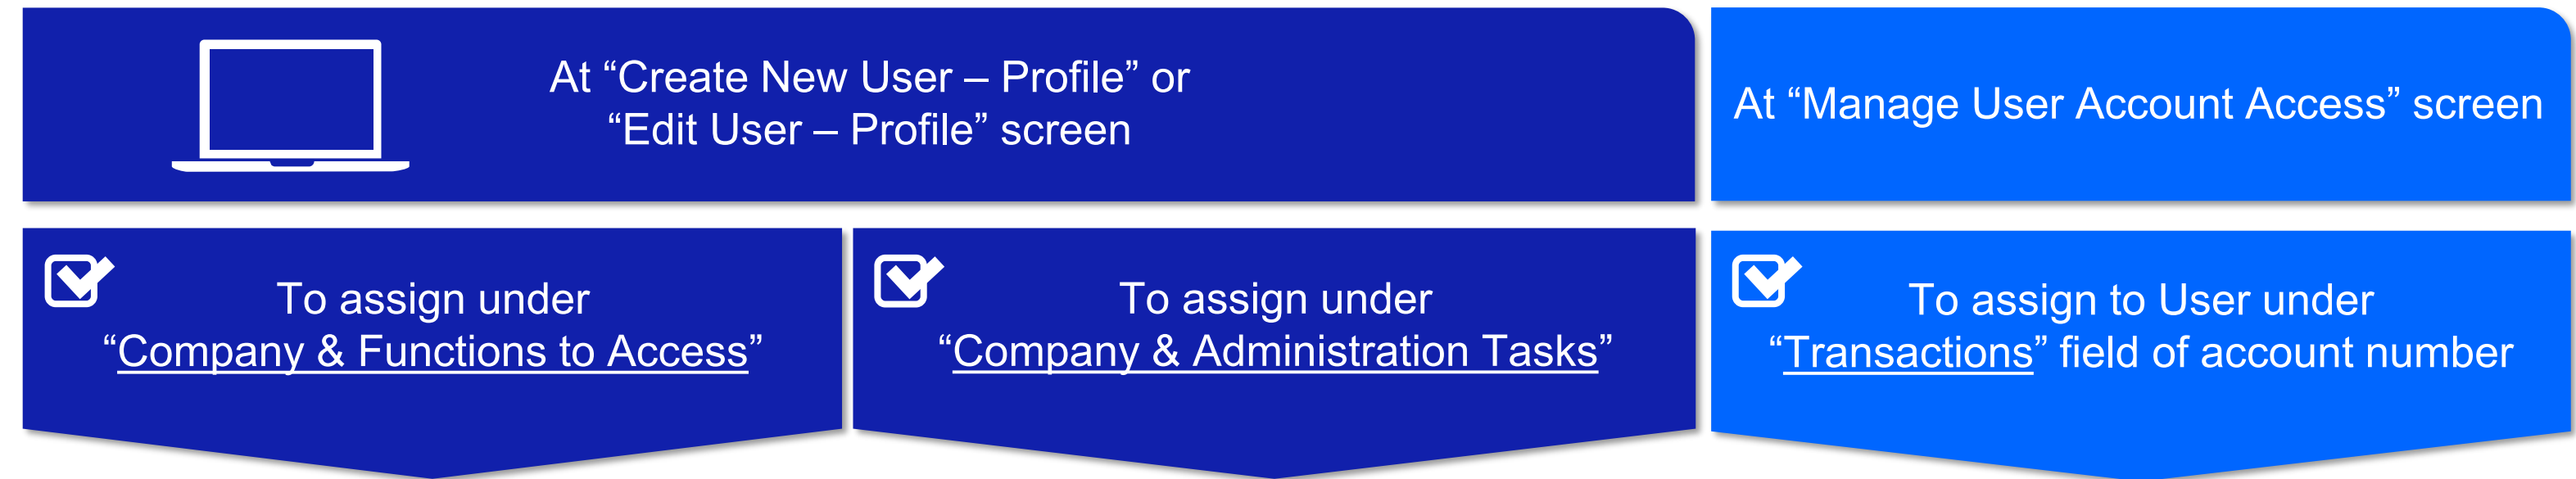 At “Create New User – Profile” or
“Edit User – Profile” screen
At “Manage User Account Access” screen
To assign under
“Company & Functions to Access”
To assign under
“Company & Administration Tasks”
To assign to User under
“Transactions” field of account number